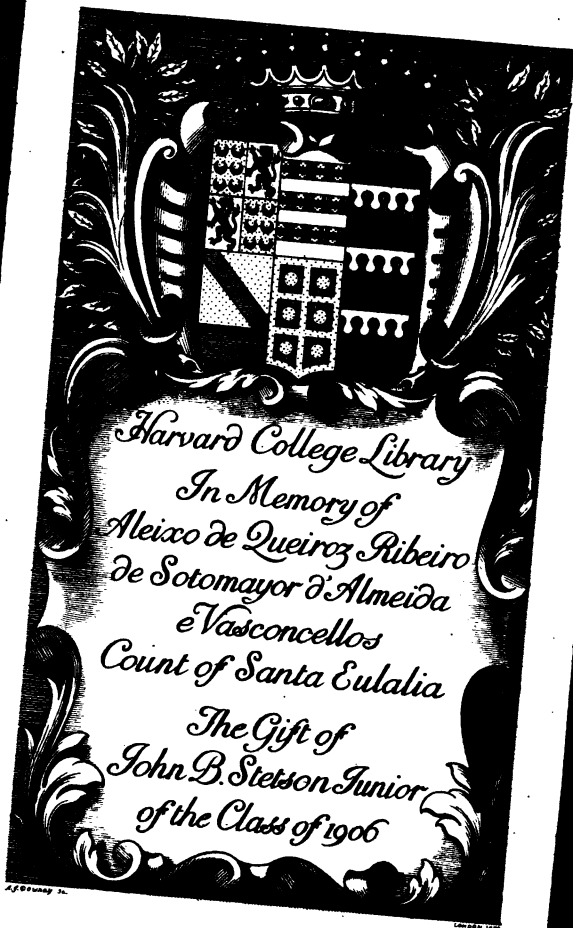 Harvard College Library
In Memory of
Aleixo de Queiroz Ribeiro
de Sotomayor d'Almeida
e Vasconcellos
Count of Santa Eulalia
The Gift of
John B. Stetson Junior
of the Class of 1906
LONDON